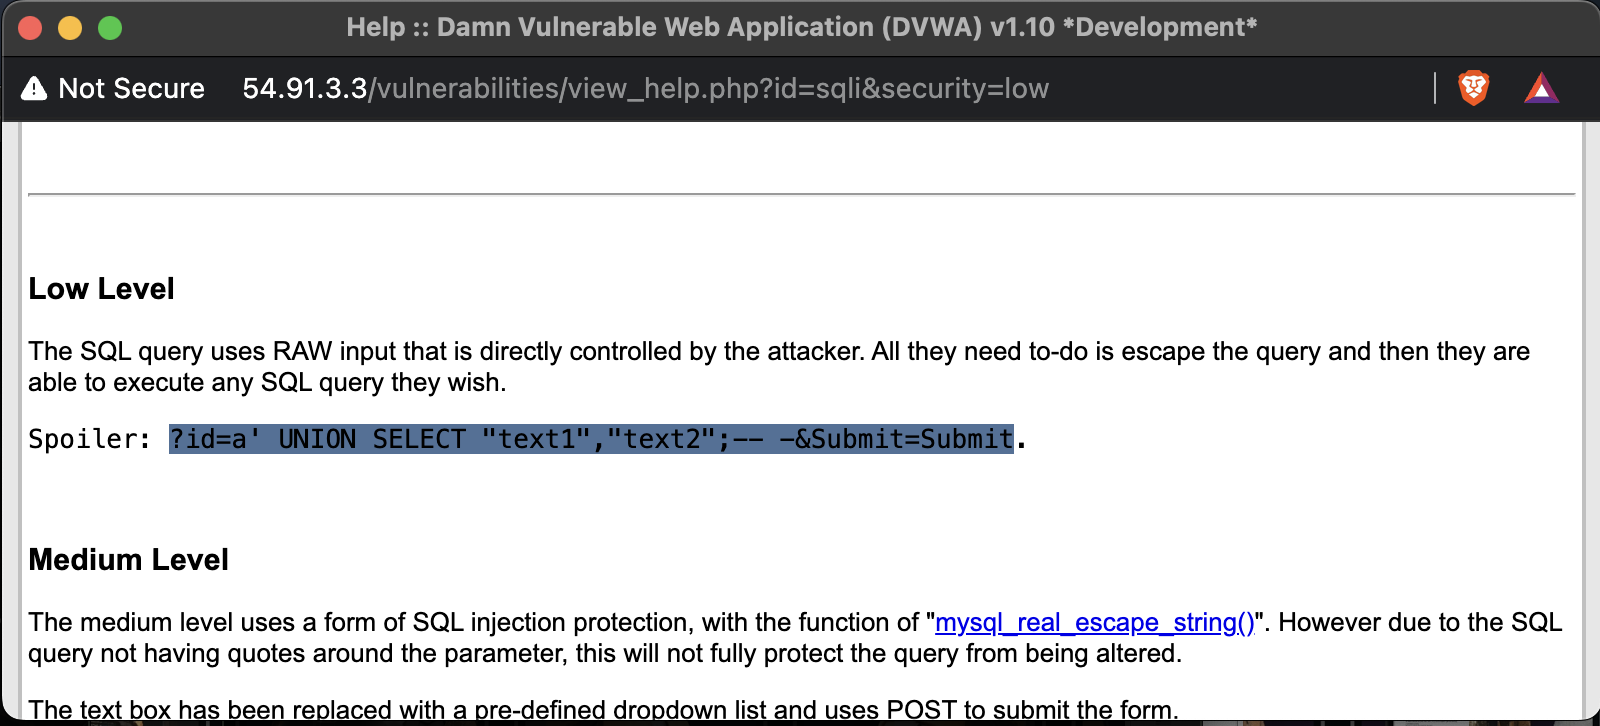 Help :: Damn Vulnerable Web Application (DVWA) v1.10 *Development*
Not Secure 54.91.3.3/vulnerabilities/view_help.php?id=sqli&security=low
Low Level
The SQL query uses RAW input that is directly controlled by the attacker. All they need to-do is escape the query and then they are
able to execute any SQL query they wish.
Spoiler: ?id=a' UNION SELECT "text1","text2";-- -&Submit=Submit.
Medium Level
The medium level uses a form of SQL injection protection, with the function of "mysql_real_escape_string()". However due to the SQL
query not having quotes around the parameter, this will not fully protect the query from being altered.
The text box has been replaced with a pre-defined dropdown list and uses POST to submit the form.